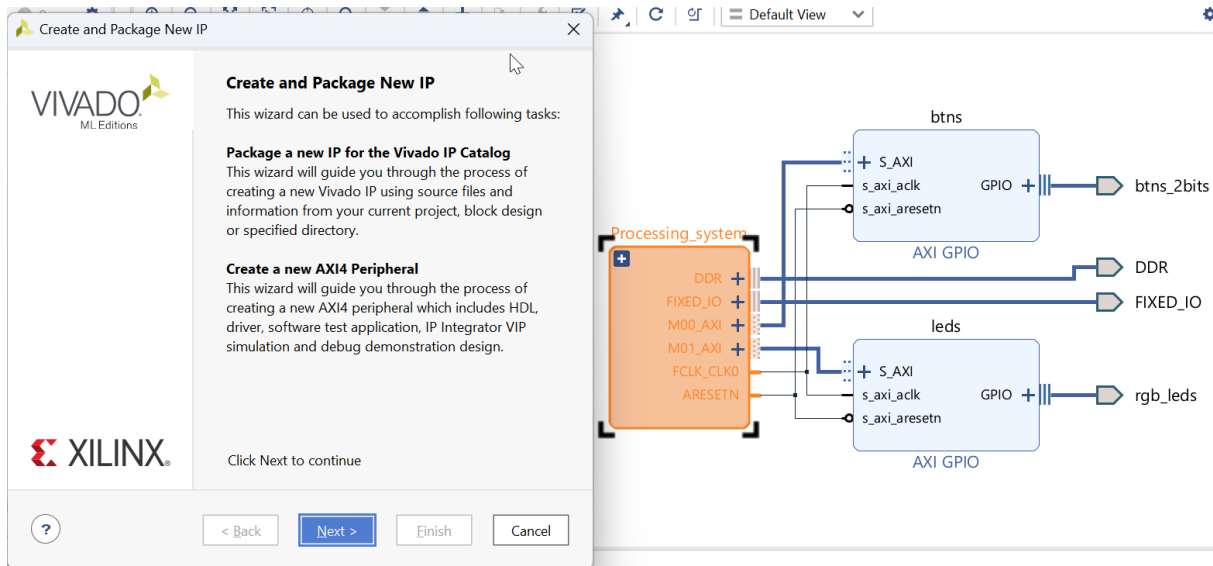 Create and Package New IP
VIVADO
ML Editions
Create and Package New IP
This wizard can be used to accomplish following tasks:
Package a new IP for the Vivado IP Catalog
This wizard will guide you through the process of
creating a new Vivado IP using source files and
information from your current project, block design
or specified directory.
Create a new AXI4 Peripheral
This wizard will guide you through the process of
creating a new AXI4 peripheral which includes HDL,
driver, software test application, IP Integrator VIP
simulation and debug demonstration design.
XILINX
Click Next to continue
?
< Back
Next >
Finish
Cancel
Default View
Processing_system
DDR
FIXED_IO
M00_AXI
M01_AXI
FCLK_CLK0
ARESETN
btns
S_AXI
s_axi_aclk
s_axi_aresetn
GPIO
AXI GPIO
leds
S_AXI
s_axi_aclk
s_axi_aresetn
GPIO
AXI GPIO
btns_2bits
DDR
FIXED_IO
rgb_leds